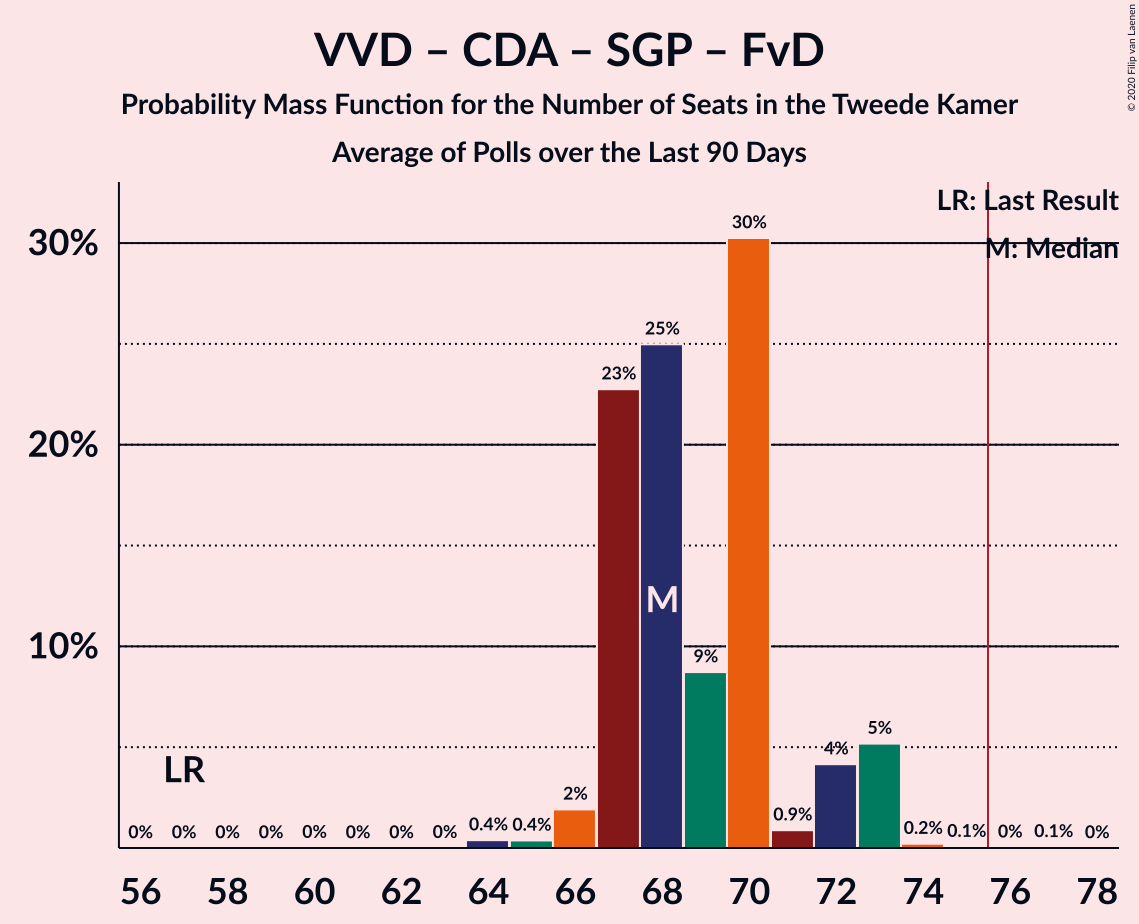 VVD – CDA – SGP – FvD
Probability Mass Function for the Number of Seats in the Tweede Kamer
Average of Polls over the Last 90 Days
© 2020 Filip van Laenen
LR: Last Result
M: Median
30%
20%
10%
30%
25%
23%
9%
5%
4%
2%
0.9%
0% 0% 0% 0% 0% 0% 0% 0% 0.4% 0.4% 0.2% 0.1% 0% 0.1% 0%
LR
M
56 58 60 62 64 66 68 70 72 74 76 78